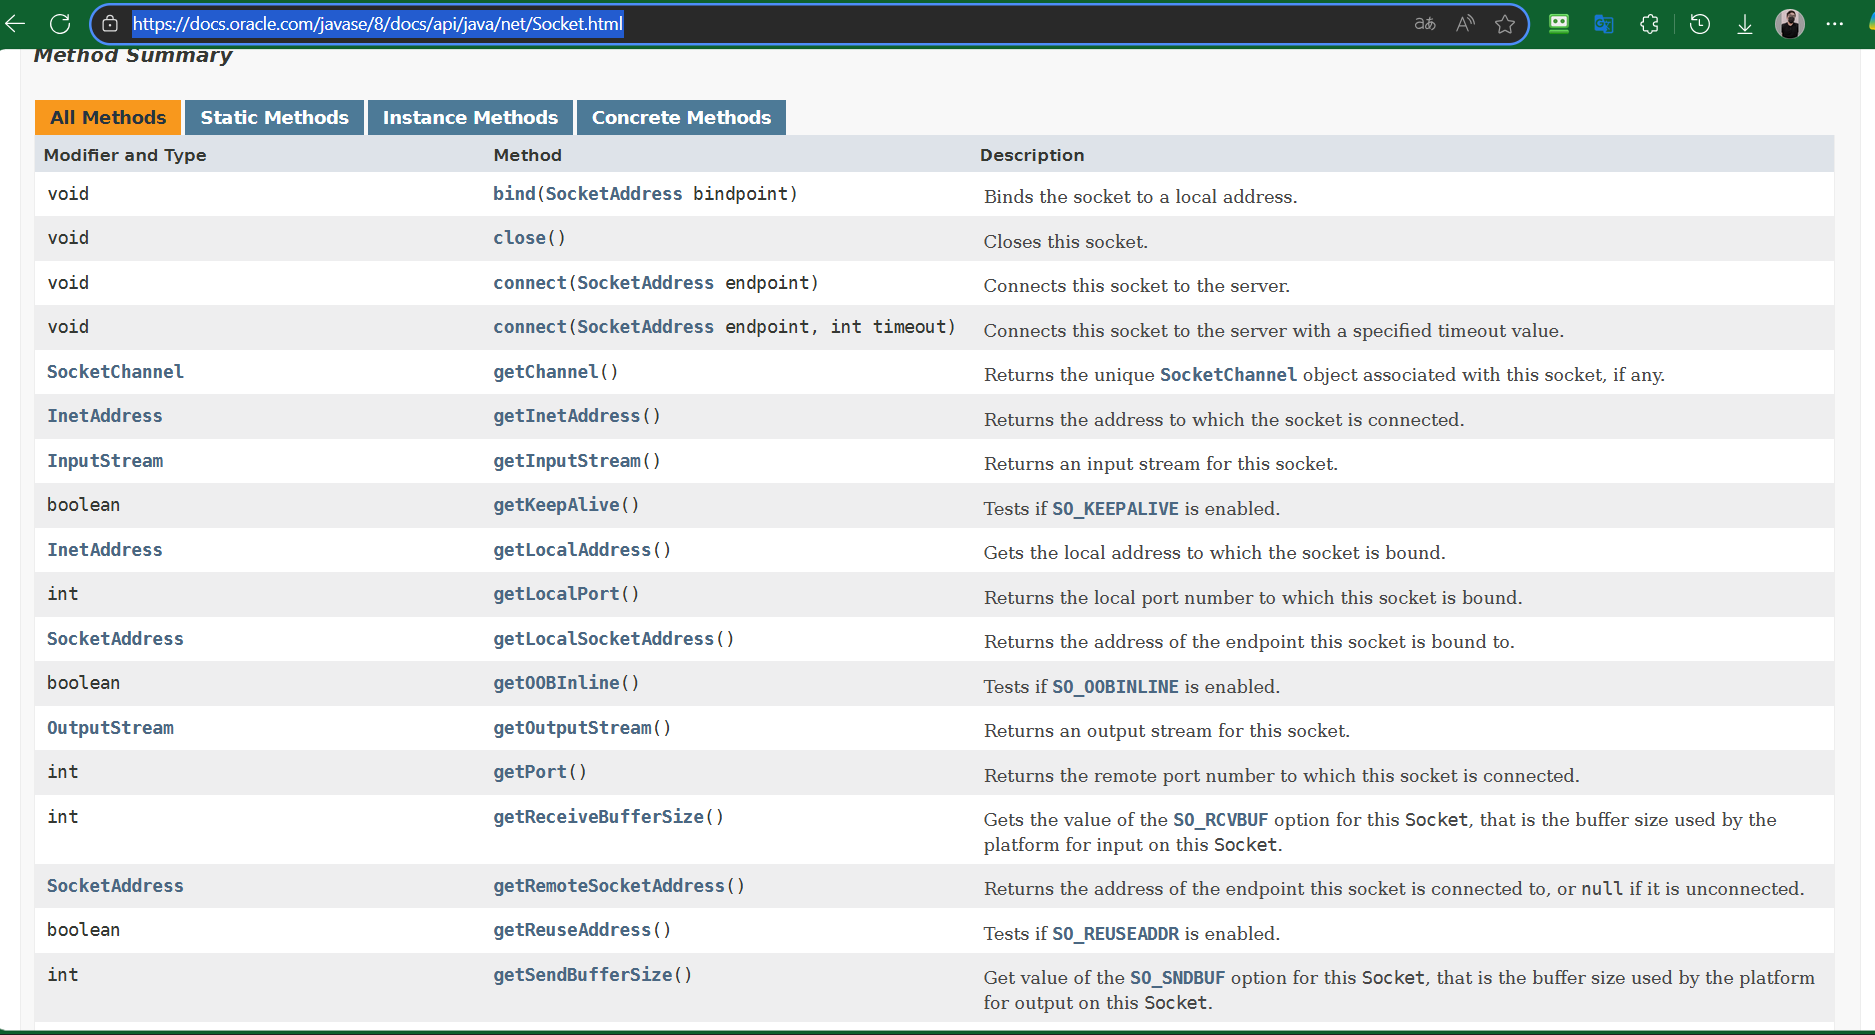 https://docs.oracle.com/javase/8/docs/api/java/net/Socket.html
Method Summary
All Methods Static Methods Instance Methods Concrete Methods
Modifier and Type Method Description
void bind(SocketAddress bindpoint) Binds the socket to a local address.
void close() Closes this socket.
void connect(SocketAddress endpoint) Connects this socket to the server.
void connect(SocketAddress endpoint, int timeout) Connects this socket to the server with a specified timeout value.
SocketChannel getChannel() Returns the unique SocketChannel object associated with this socket, if any.
InetAddress getInetAddress() Returns the address to which the socket is connected.
InputStream getInputStream() Returns an input stream for this socket.
boolean getKeepAlive() Tests if SO_KEEPALIVE is enabled.
InetAddress getLocalAddress() Gets the local address to which the socket is bound.
int getLocalPort() Returns the local port number to which this socket is bound.
SocketAddress getLocalSocketAddress() Returns the address of the endpoint this socket is bound to.
boolean getOOBInline() Tests if SO_OOBINLINE is enabled.
OutputStream getOutputStream() Returns an output stream for this socket.
int getPort() Returns the remote port number to which this socket is connected.
int getReceiveBufferSize() Gets the value of the SO_RCVBUF option for this Socket, that is the buffer size used by the
platform for input on this Socket.
SocketAddress getRemoteSocketAddress() Returns the address of the endpoint this socket is connected to, or null if it is unconnected.
boolean getReuseAddress() Tests if SO_REUSEADDR is enabled.
int getSendBufferSize() Get value of the SO_SNDBUF option for this Socket, that is the buffer size used by the platform
for output on this Socket.